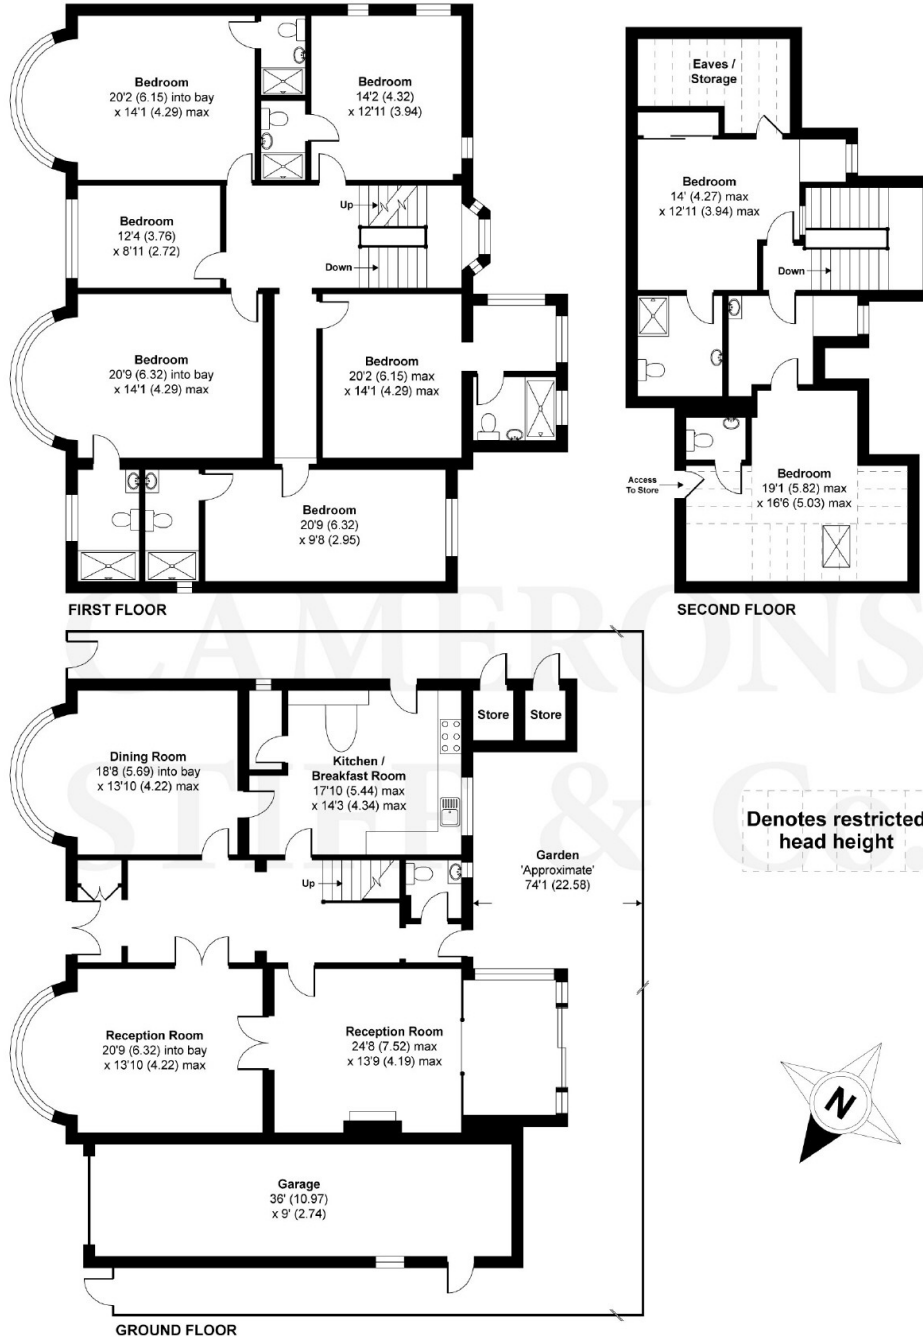 Bedroom
20'2 (6.15) into bay
x 14'1 (4.29) max
Bedroom
14'2 (4.32)
x 12'11 (3.94)
Bedroom
12'4 (3.76)
x 8'11 (2.72)
Up
Down
Bedroom
20'9 (6.32) into bay
x 14'1 (4.29) max
Bedroom
20'2 (6.15) max
x 14'1 (4.29) max
Bedroom
20'9 (6.32)
x 9'8 (2.95)
FIRST FLOOR
Eaves /
Storage
Bedroom
14' (4.27) max
x 12'11 (3.94) max
Down
Access
To Store
Bedroom
19'1 (5.82) max
x 16'6 (5.03) max
SECOND FLOOR
CAMERONS
STIFF & Co.
Dining Room
18'8 (5.69) into bay
x 13'10 (4.22) max
Kitchen /
Breakfast Room
17'10 (5.44) max
x 14'3 (4.34) max
Store
Store
Up
Garden
'Approximate'
74'1 (22.58)
Denotes restricted
head height
Reception Room
20'9 (6.32) into bay
x 13'10 (4.22) max
Reception Room
24'8 (7.52) max
x 13'9 (4.19) max
N
Garage
36' (10.97)
x 9' (2.74)
GROUND FLOOR